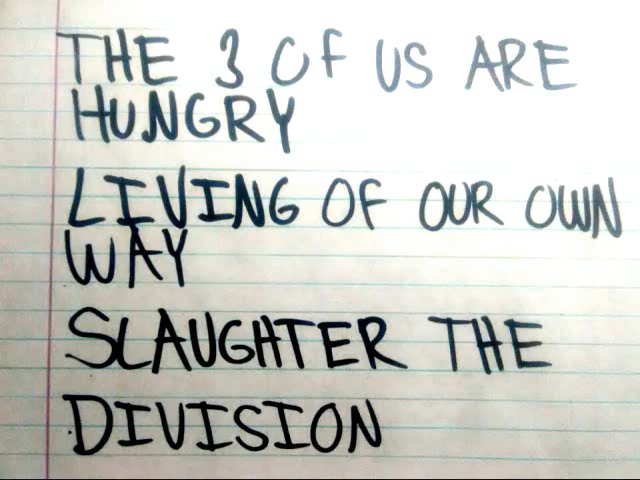 THE 3 OF US ARE
HUNGRY
LIVING OF OUR OWN
WAY
SLAUGHTER THE
DIVISION